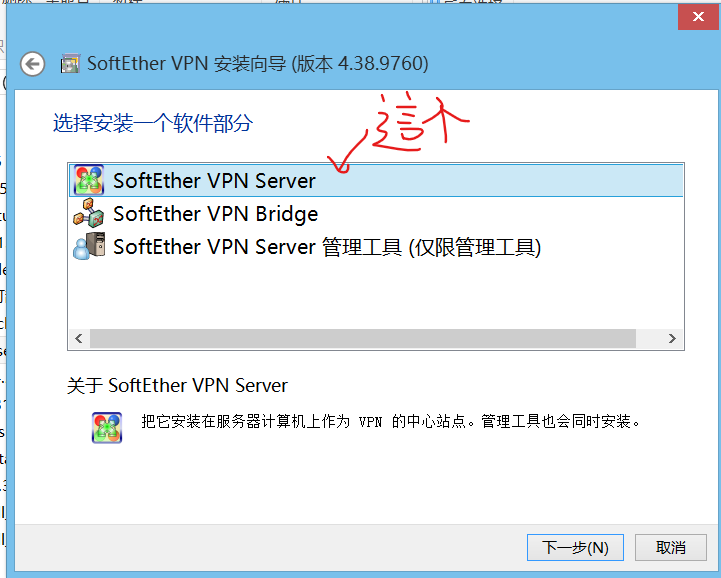 SoftEther VPN 安装向导 (版本 4.38.9760)
选择安装一个软件部分
這个
SoftEther VPN Server
SoftEther VPN Bridge
SoftEther VPN Server 管理工具 (仅限管理工具)
关于 SoftEther VPN Server
把它安装在服务器计算机上作为 VPN 的中心站点。管理工具也会同时安装。
下一步(N)
取消